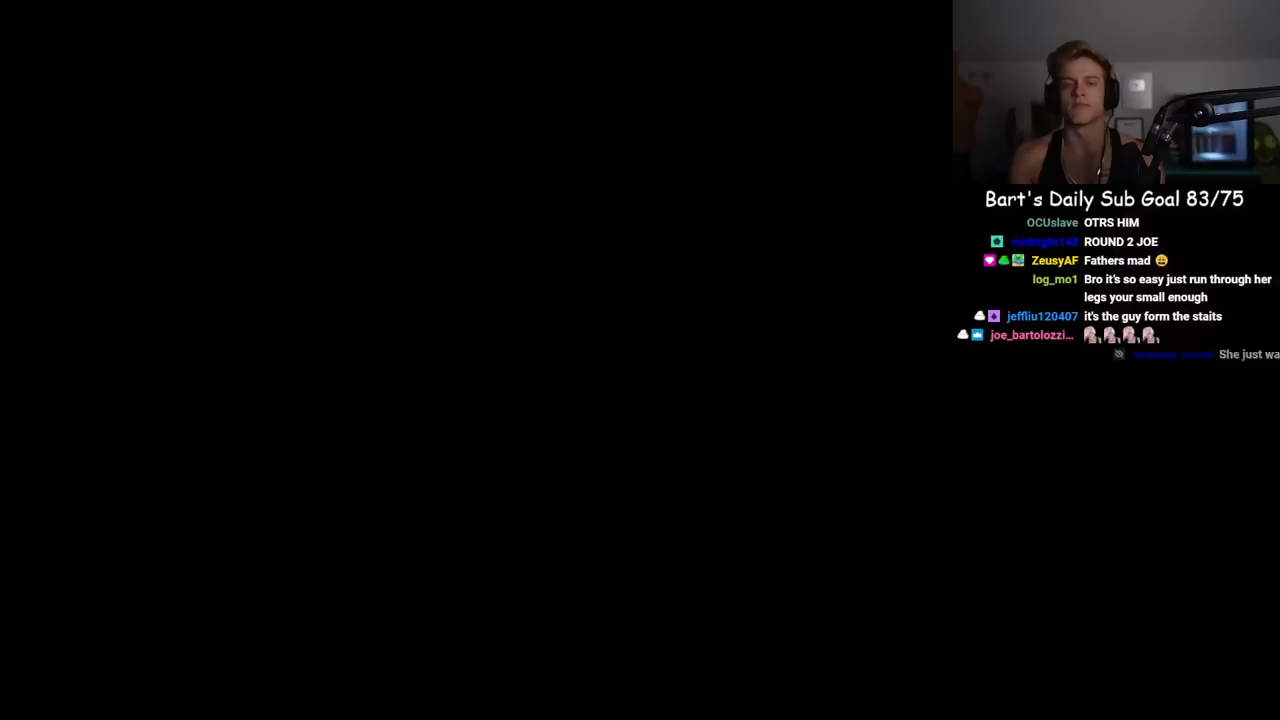 Bart's Daily Sub Goal 83/75
OCUslave OTRS HIM
midnight148 ROUND 2 JOE
ZeusyAF Fathers mad 😩
log_mo1 Bro it's so easy just run through her
legs your small enough
jeffliu120407 it's the guy form the staits
joe_bartolozzi…
She just wa